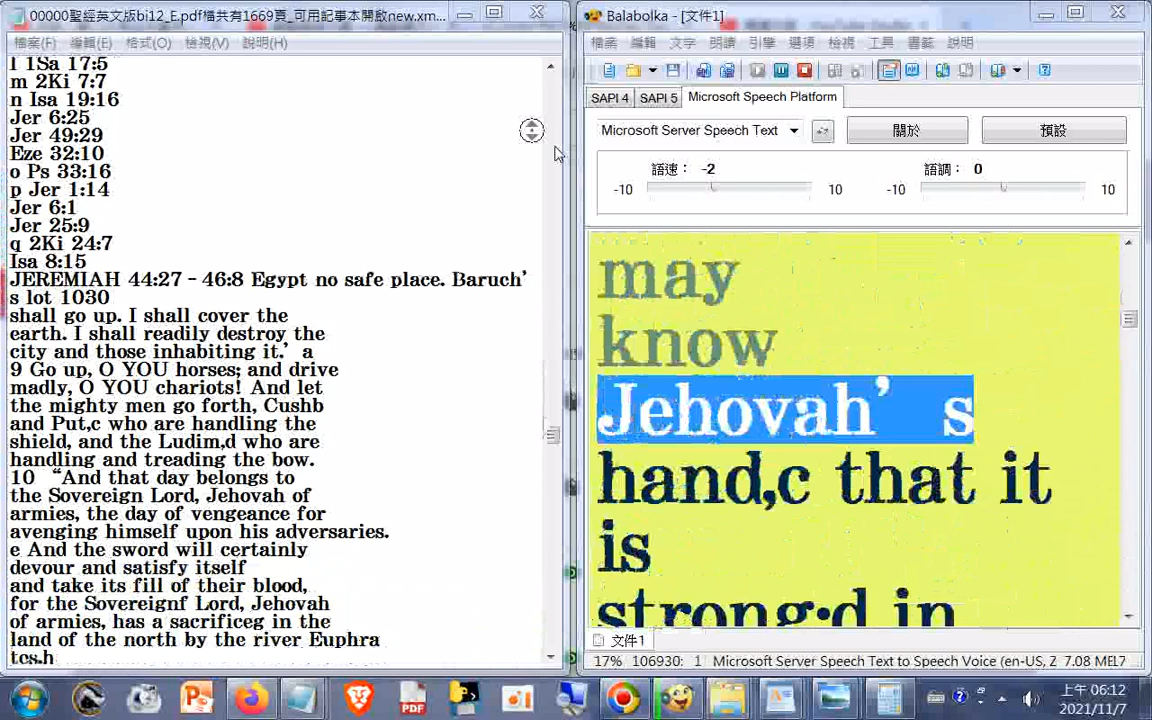 00000聖經英文版bi12_E.pdf檔共有1669頁_可用記事本開啟new.xm...
檔案(F) 編輯(E) 格式(O) 檢視(V) 說明(H)
l 1Sa 17:5
m 2Ki 7:7
n Isa 19:16
Jer 6:25
Jer 49:29
Eze 32:10
o Ps 33:16
p Jer 1:14
Jer 6:1
Jer 25:9
q 2Ki 24:7
Isa 8:15
JEREMIAH 44:27 – 46:8 Egypt no safe place. Baruch’
s lot 1030
shall go up. I shall cover the
earth. I shall readily destroy the
city and those inhabiting it.’ a
9 Go up, O YOU horses; and drive
madly, O YOU chariots! And let
the mighty men go forth, Cushb
and Put,c who are handling the
shield, and the Ludim,d who are
handling and treading the bow.
10 “And that day belongs to
the Sovereign Lord, Jehovah of
armies, the day of vengeance for
avenging himself upon his adversaries.
e And the sword will certainly
devour and satisfy itself
and take its fill of their blood,
for the Sovereignf Lord, Jehovah
of armies, has a sacrificeg in the
land of the north by the river Euphra
tes.h
Balabolka - [文件1]
檔案 編輯 文字 朗讀 引擎 選項 檢視 工具 書籤 說明
SAPI 4 SAPI 5 Microsoft Speech Platform
Microsoft Server Speech Text 關於 預設
語速： -2 語調： 0
-10 10 -10 10
may
know
Jehovah’ s
hand,c that it
is
strong;d in
文件1
17% 106930: 1 Microsoft Server Speech Text to Speech Voice (en-US, Z 7.08 MEL7
PDF
上午 06:12
2021/11/7